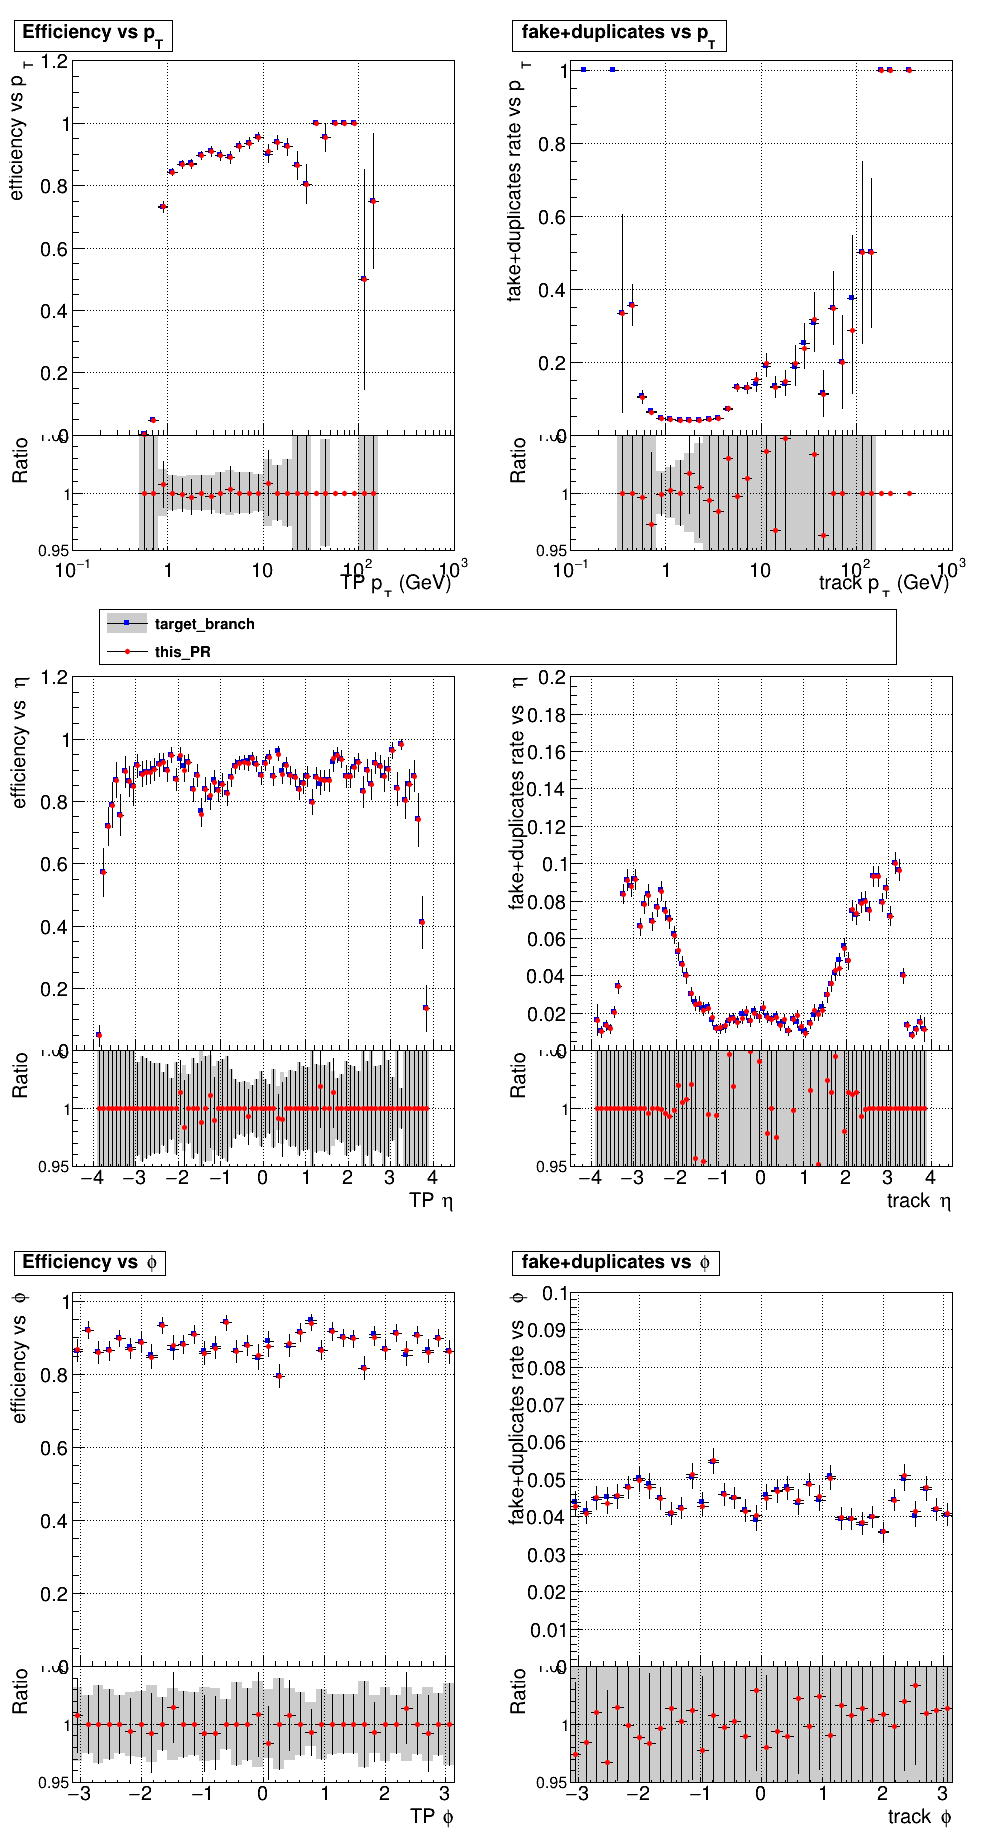 Efficiency vs p_T
fake+duplicates vs p_T
efficiency vs p_T
1.2
1
0.8
0.6
0.4
0.2
0
Ratio
1
0.95
10^-1
1
10
10^2
10^3
TP p_T (GeV)
fake+duplicates rate vs p_T
1
0.8
0.6
0.4
0.2
0
Ratio
1
0.95
10^-1
1
10
10^2
10^3
track p_T (GeV)
target_branch
this_PR
efficiency vs η
1.2
1
0.8
0.6
0.4
0.2
0
Ratio
1
0.95
−4 −3 −2 −1 0 1 2 3 4
TP η
fake+duplicates rate vs η
0.2
0.18
0.16
0.14
0.12
0.1
0.08
0.06
0.04
0.02
0
Ratio
1
0.95
−4 −3 −2 −1 0 1 2 3 4
track η
Efficiency vs ϕ
fake+duplicates vs ϕ
efficiency vs ϕ
1
0.8
0.6
0.4
0.2
0
Ratio
1
0.95
−3 −2 −1 0 1 2 3
TP ϕ
fake+duplicates rate vs ϕ
0.1
0.09
0.08
0.07
0.06
0.05
0.04
0.03
0.02
0.01
0
Ratio
1
0.95
−3 −2 −1 0 1 2 3
track ϕ